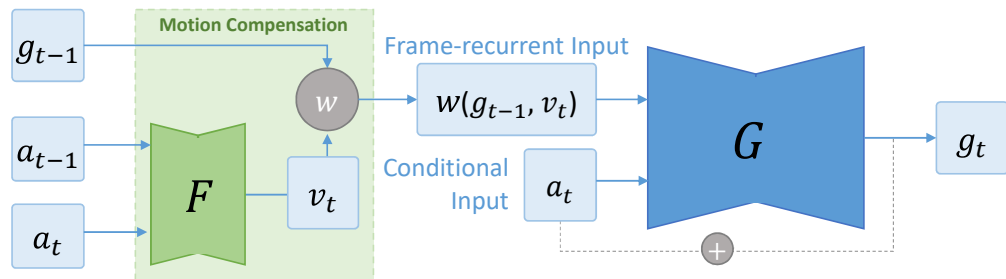 Motion Compensation
g_{t−1}
a_{t−1}
a_t
F
v_t
w
Frame-recurrent Input
w(g_{t−1}, v_t)
Conditional
Input
a_t
G
g_t
+